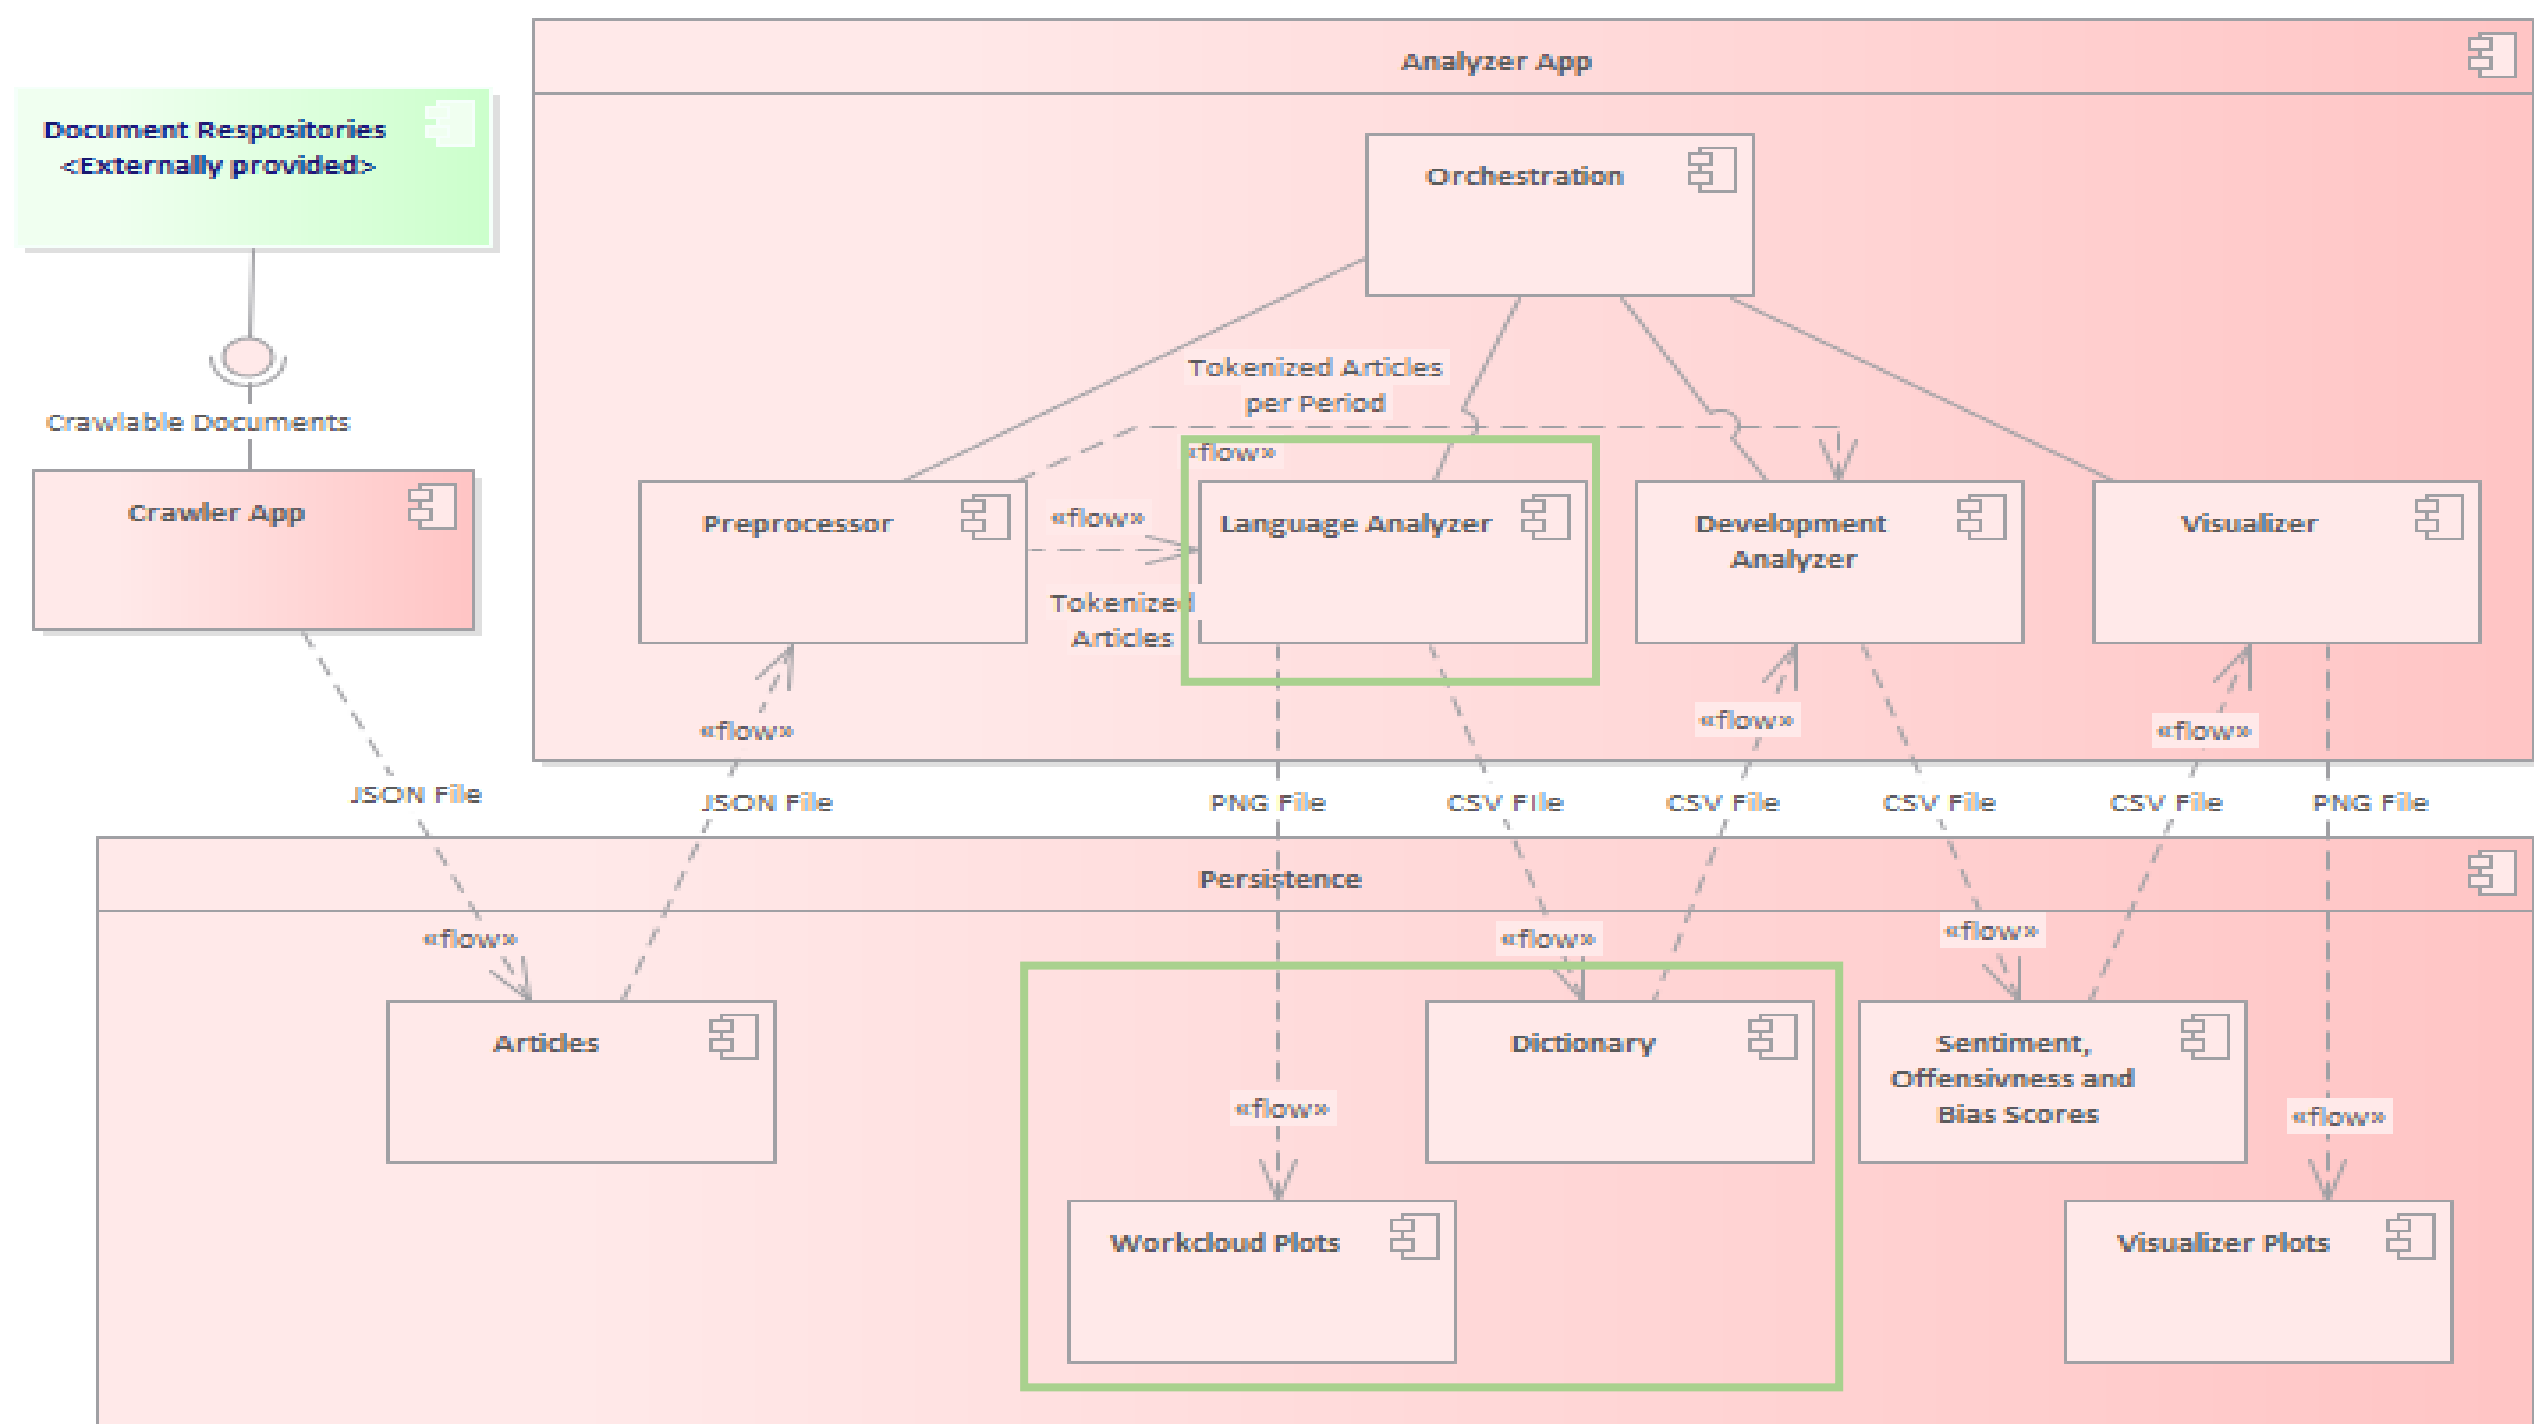 Analyzer App
Document Respositories
<Externally provided>
Orchestration
Tokenized Articles
per Period
Crawlable Documents
«flow»
Crawler App
Preprocessor
«flow»
Language Analyzer
Development
Analyzer
Visualizer
Tokenized
Articles
«flow»
«flow»
«flow»
JSON File
JSON File
PNG File
CSV File
CSV File
CSV File
CSV File
PNG File
Persistence
«flow»
«flow»
«flow»
Articles
Dictionary
Sentiment,
Offensivness and
Bias Scores
«flow»
«flow»
Workcloud Plots
Visualizer Plots